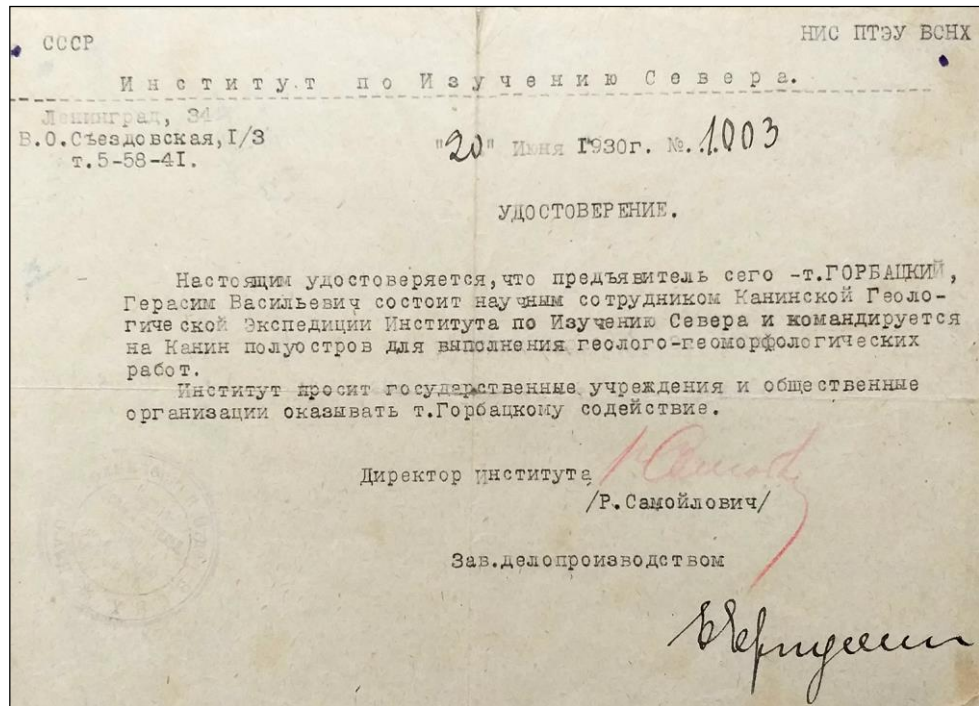 СССР
НИС ПТЭУ ВСНХ
Институт по Изучению Севера.
Ленинград, 34
В.О.Съездовская,I/3
т.5-58-4I.
"20" Июня I930г. №.1003
УДОСТОВЕРЕНИЕ.
Настоящим удостоверяется,что предъявитель сего -т.ГОРБАЦКИЙ,
Герасим Васильевич состоит научным сотрудником Канинской Геоло-
гической Экспедиции Института по Изучению Севера и командируется
на Канин полуостров для выполнения геолого-геоморфологических
работ.
Институт просит государственные учреждения и общественные
организации оказывать т.Горбацкому содействие.
Директор института
/Р.Самойлович/
Зав.делопроизводством